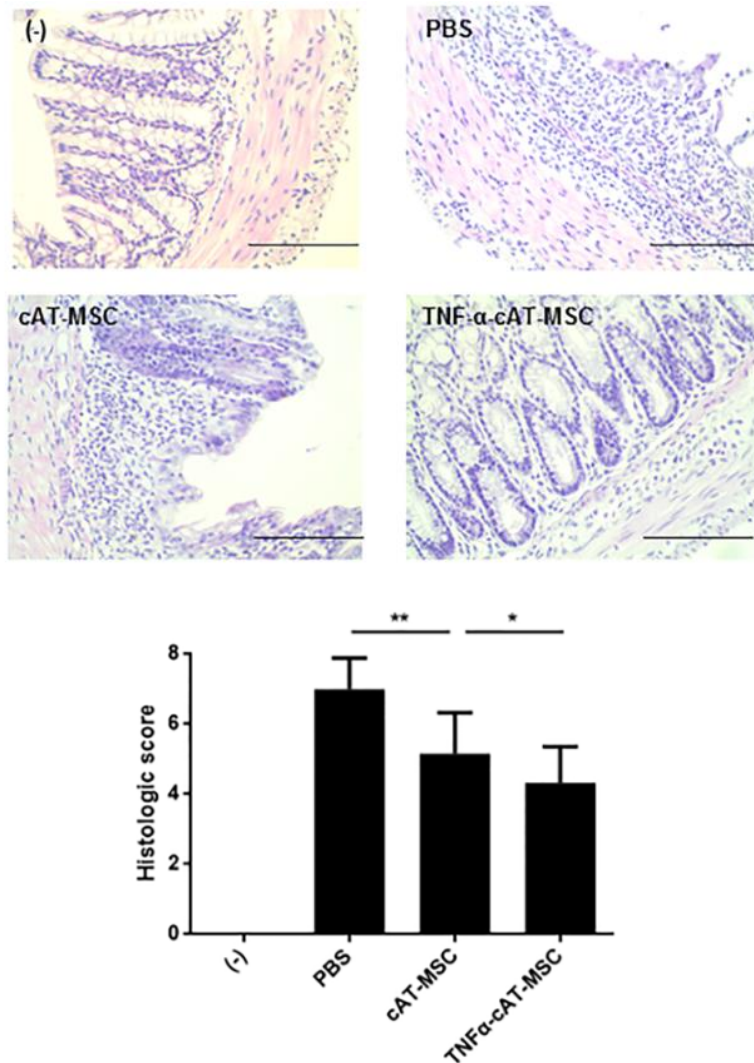 (-)
PBS
cAT-MSC
TNF-α-cAT-MSC
**
*
8
6
4
2
0
Histologic score
(-)
PBS
cAT-MSC
TNFα-cAT-MSC